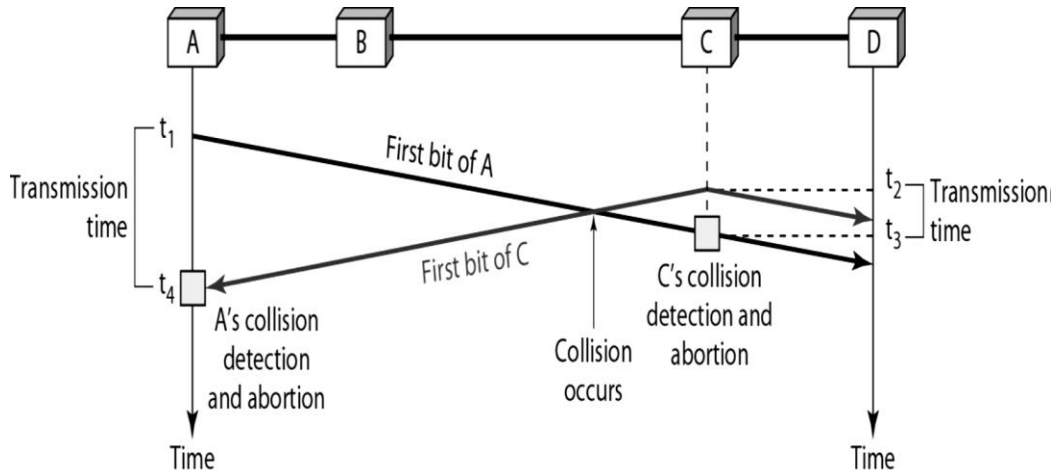 A
B
C
D
t1
First bit of A
Transmission
time
t2
Transmission
time
t3
First bit of C
t4
A's collision
detection
and abortion
Collision
occurs
C's collision
detection and
abortion
Time
Time